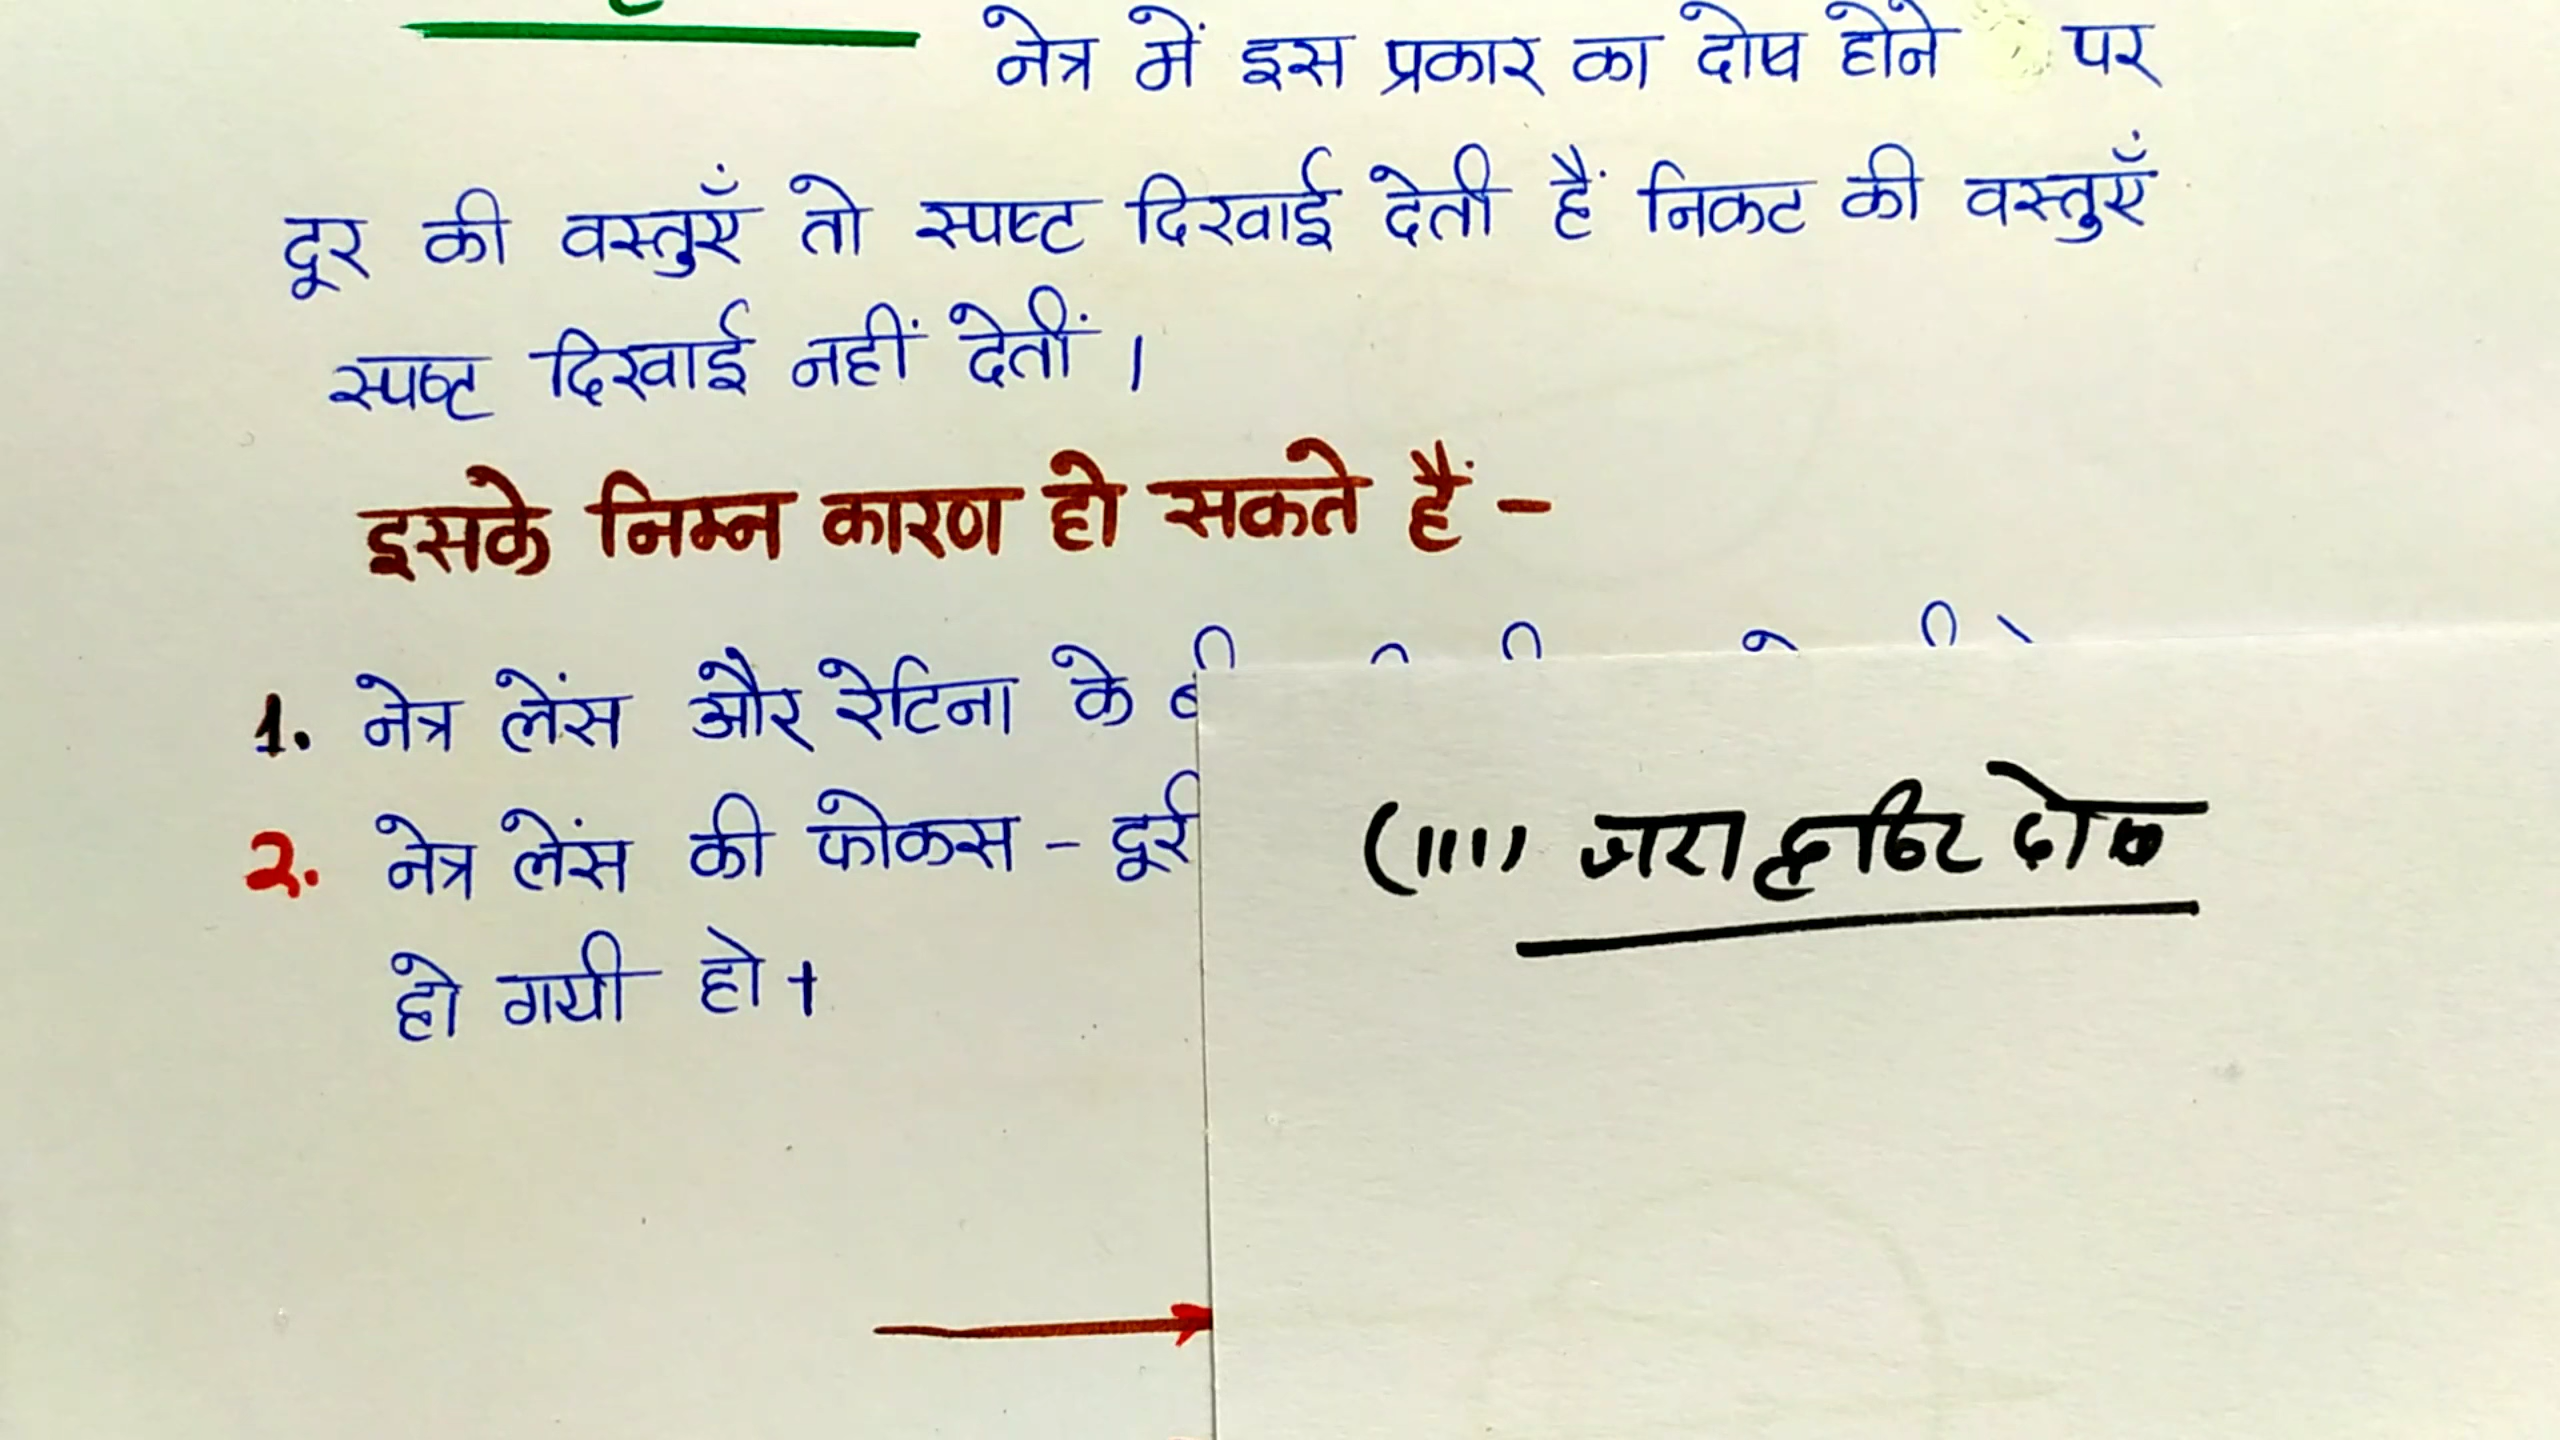 नेत्र में इस प्रकार का दोष होने पर
दूर की वस्तुएँ तो स्पष्ट दिखाई देती हैं निकट की वस्तुएँ
स्पष्ट दिखाई नहीं देतीं ।
इसके निम्न कारण हो सकते हैं -
1. नेत्र लेंस और रेटिना के
2. नेत्र लेंस की फोकस - दूरी
हो गयी हो ।
(iii) जरा दृष्टि दोष